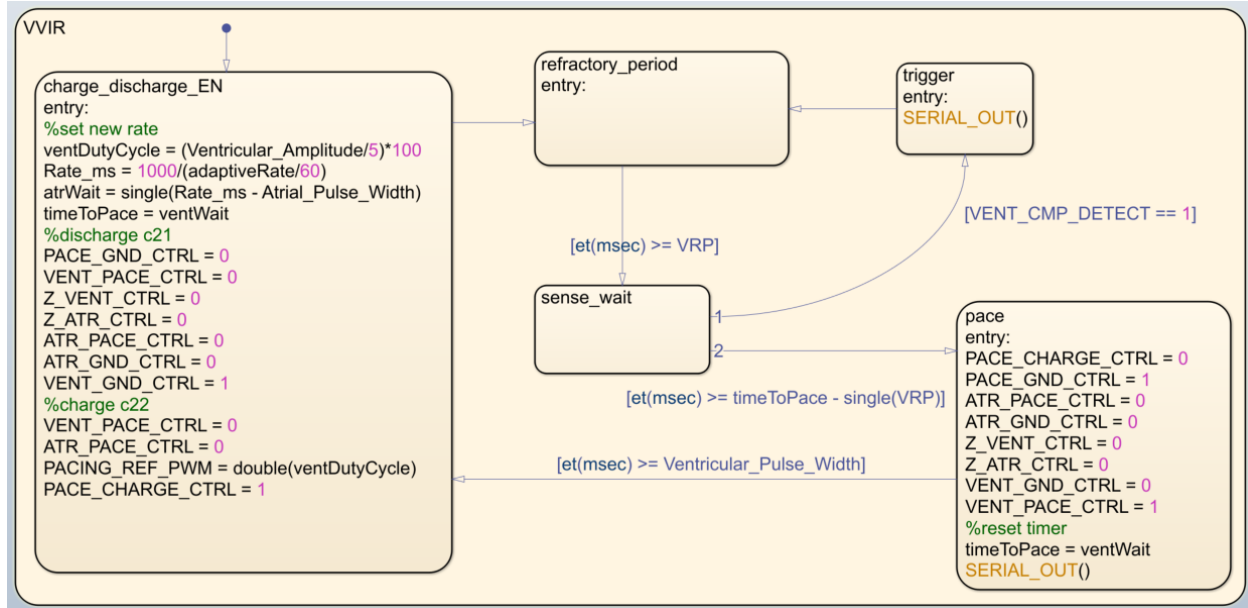 VVIR
charge_discharge_EN
entry:
%set new rate
ventDutyCycle = (Ventricular_Amplitude/5)*100
Rate_ms = 1000/(adaptiveRate/60)
atrWait = single(Rate_ms - Atrial_Pulse_Width)
timeToPace = ventWait
%discharge c21
PACE_GND_CTRL = 0
VENT_PACE_CTRL = 0
Z_VENT_CTRL = 0
Z_ATR_CTRL = 0
ATR_PACE_CTRL = 0
ATR_GND_CTRL = 0
VENT_GND_CTRL = 1
%charge c22
VENT_PACE_CTRL = 0
ATR_PACE_CTRL = 0
PACING_REF_PWM = double(ventDutyCycle)
PACE_CHARGE_CTRL = 1
refractory_period
entry:
trigger
entry:
SERIAL_OUT()
[VENT_CMP_DETECT == 1]
[et(msec) >= VRP]
sense_wait
1
2
[et(msec) >= timeToPace - single(VRP)]
[et(msec) >= Ventricular_Pulse_Width]
pace
entry:
PACE_CHARGE_CTRL = 0
PACE_GND_CTRL = 1
ATR_PACE_CTRL = 0
ATR_GND_CTRL = 0
Z_VENT_CTRL = 0
Z_ATR_CTRL = 0
VENT_GND_CTRL = 0
VENT_PACE_CTRL = 1
%reset timer
timeToPace = ventWait
SERIAL_OUT()